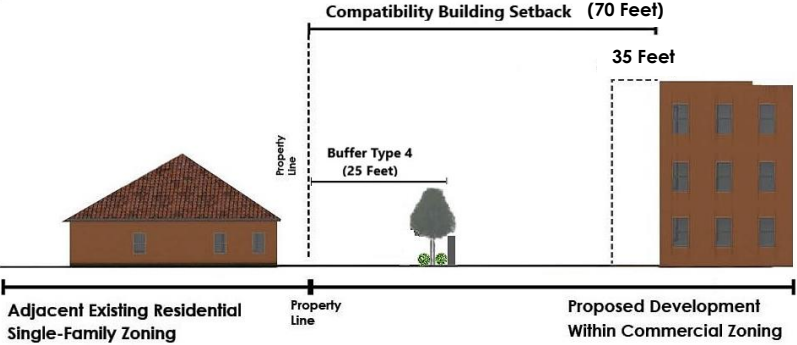 Compatibility Building Setback (70 Feet)
35 Feet
Property
Line
Buffer Type 4
(25 Feet)
Adjacent Existing Residential
Single-Family Zoning
Property
Line
Proposed Development
Within Commercial Zoning